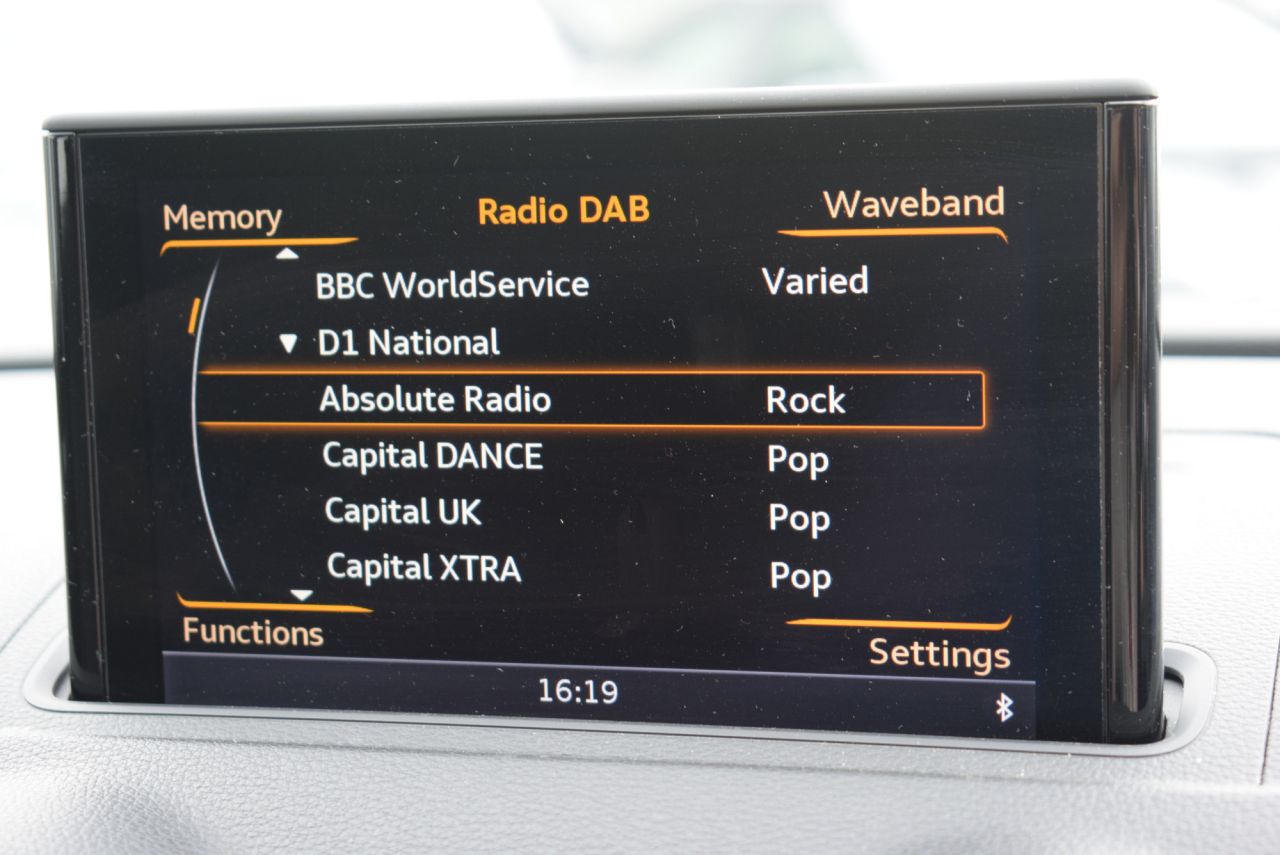 Memory Radio DAB Waveband
BBC WorldService Varied
D1 National
Absolute Radio Rock
Capital DANCE Pop
Capital UK Pop
Capital XTRA Pop
Functions Settings
16:19